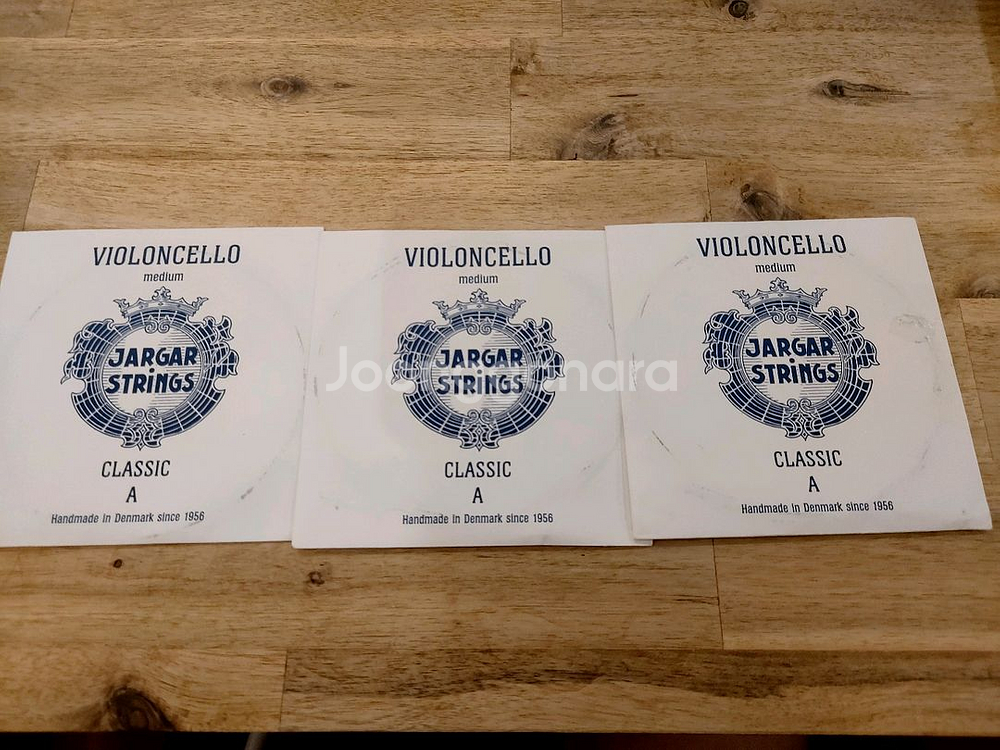 VIOLONCELLO
medium
JARGAR
STRINGS
CLASSIC
A
Handmade in Denmark since 1956
VIOLONCELLO
medium
JARGAR
STRINGS
CLASSIC
A
Handmade in Denmark since 1956
VIOLONCELLO
medium
JARGAR
STRINGS
CLASSIC
A
Handmade in Denmark since 1956